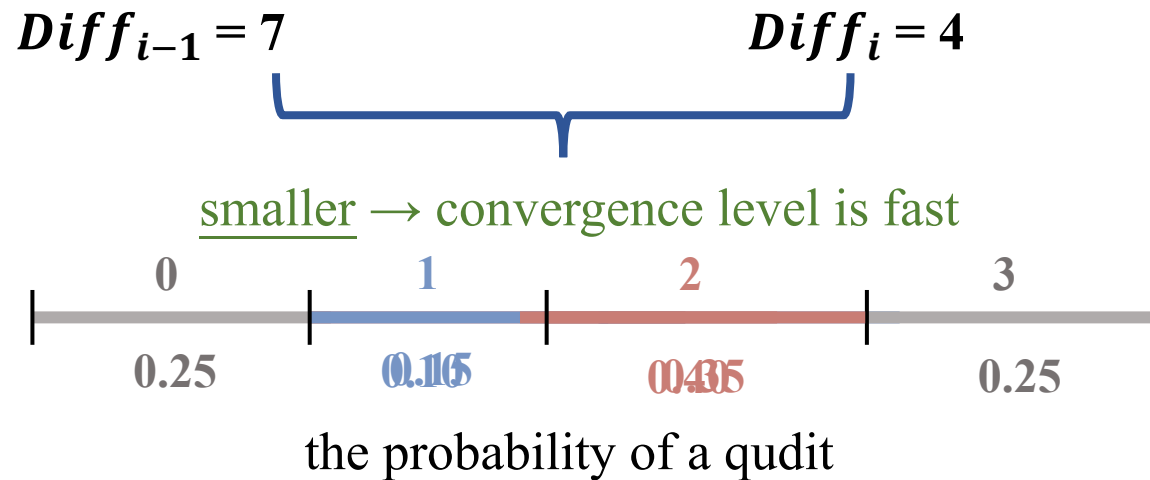 Diff_{i−1} = 7 Diff_i = 4
smaller → convergence level is fast
0 1 2 3
0.25 0.25
the probability of a qudit